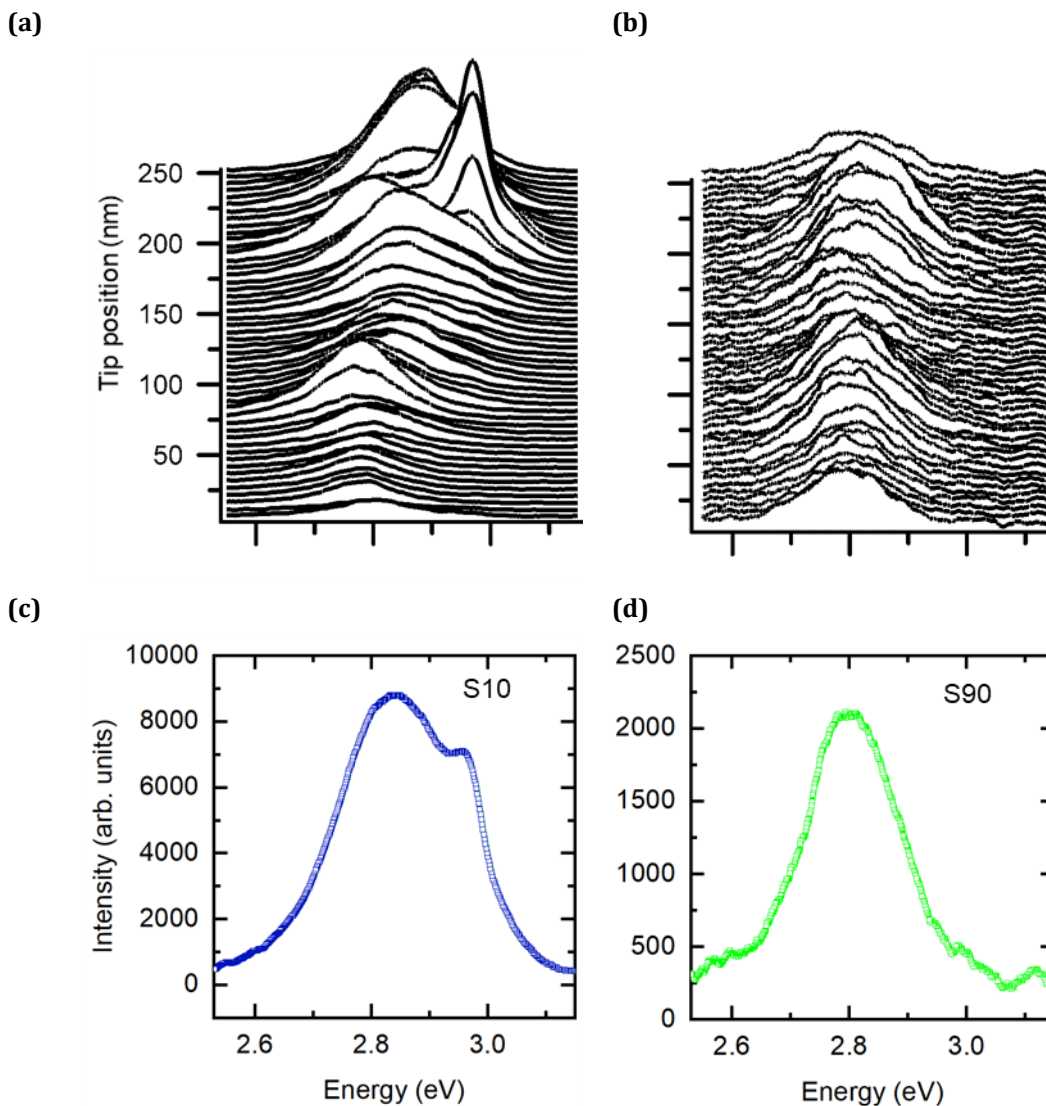 (a)
(b)
250
200
150
100
50
Tip position (nm)
(c)
(d)
10000
8000
6000
4000
2000
0
Intensity (arb. units)
S10
2.6 2.8 3.0
Energy (eV)
2500
2000
1500
1000
500
0
S90
2.6 2.8 3.0
Energy (eV)